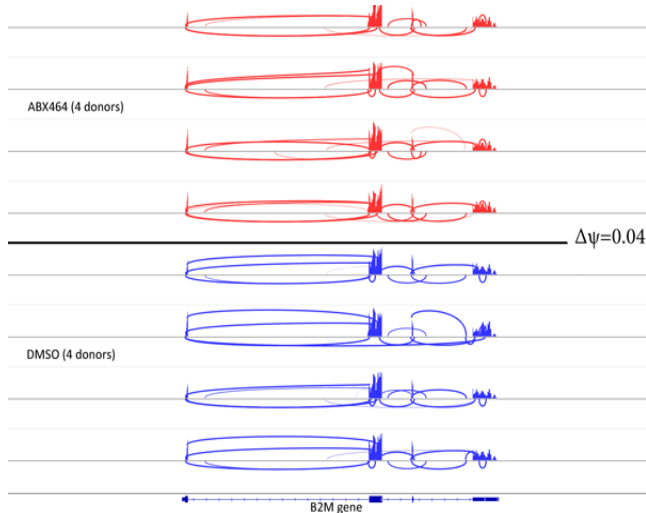 ABX464 (4 donors)
Δψ=0.04
DMSO (4 donors)
B2M gene